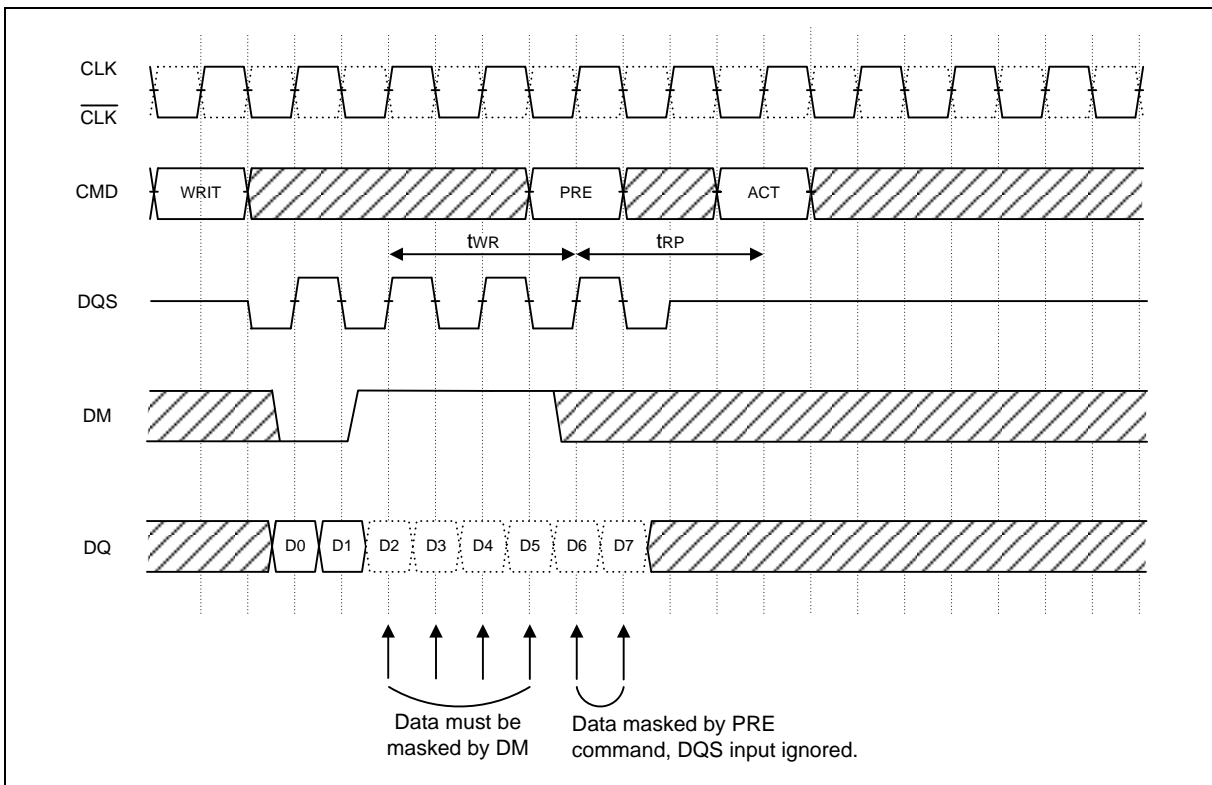 CLK
CLK
CMD WRIT PRE ACT
tWR tRP
DQS
DM
DQ D0 D1 D2 D3 D4 D5 D6 D7
Data must be Data masked by PRE
masked by DM command, DQS input ignored.